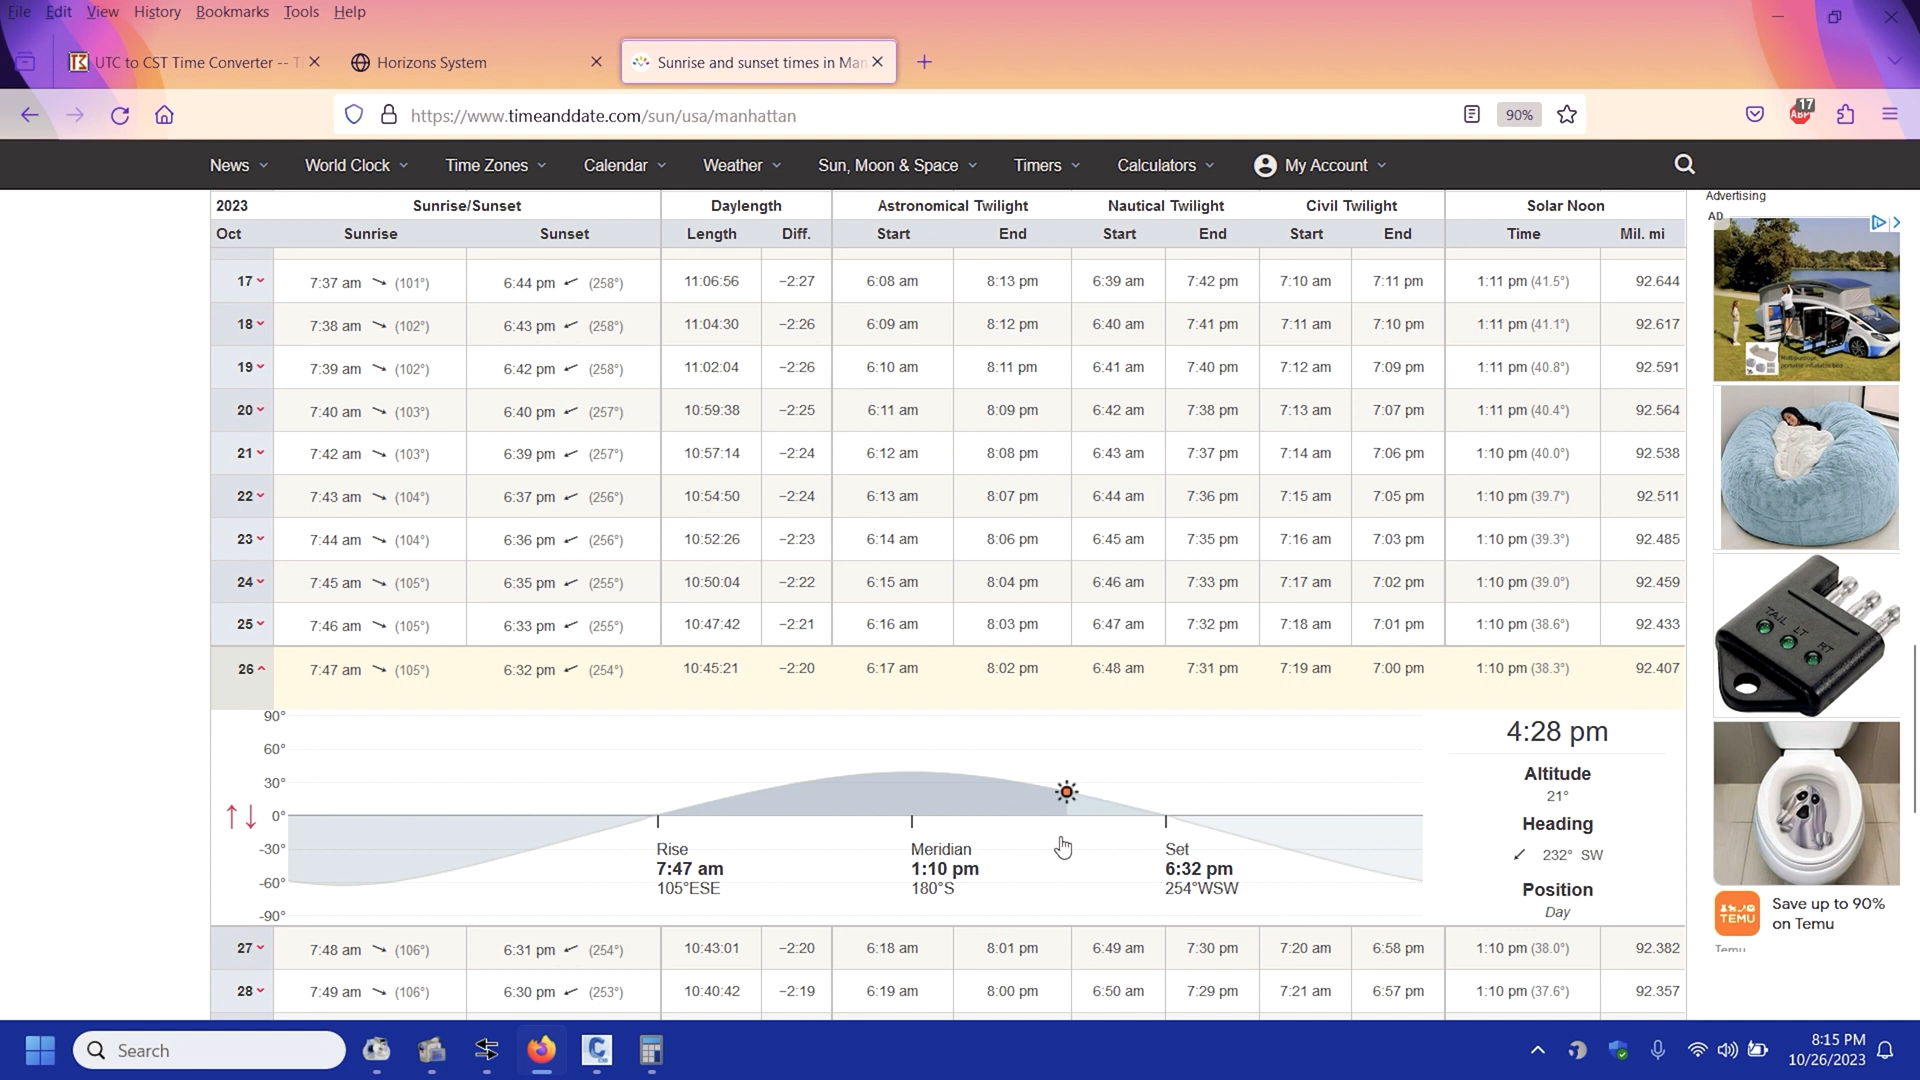 File Edit View History Bookmarks Tools Help
UTC to CST Time Converter -- Ti
Horizons System
Sunrise and sunset times in Man
https://www.timeanddate.com/sun/usa/manhattan
90%
17
ABP
News World Clock Time Zones Calendar Weather Sun, Moon & Space Timers Calculators My Account
2023 Sunrise/Sunset Daylength Astronomical Twilight Nautical Twilight Civil Twilight Solar Noon
Oct Sunrise Sunset Length Diff. Start End Start End Start End Time Mil. mi
17 7:37 am (101°) 6:44 pm (258°) 11:06:56 −2:27 6:08 am 8:13 pm 6:39 am 7:42 pm 7:10 am 7:11 pm 1:11 pm (41.5°) 92.644
18 7:38 am (102°) 6:43 pm (258°) 11:04:30 −2:26 6:09 am 8:12 pm 6:40 am 7:41 pm 7:11 am 7:10 pm 1:11 pm (41.1°) 92.617
19 7:39 am (102°) 6:42 pm (258°) 11:02:04 −2:26 6:10 am 8:11 pm 6:41 am 7:40 pm 7:12 am 7:09 pm 1:11 pm (40.8°) 92.591
20 7:40 am (103°) 6:40 pm (257°) 10:59:38 −2:25 6:11 am 8:09 pm 6:42 am 7:38 pm 7:13 am 7:07 pm 1:11 pm (40.4°) 92.564
21 7:42 am (103°) 6:39 pm (257°) 10:57:14 −2:24 6:12 am 8:08 pm 6:43 am 7:37 pm 7:14 am 7:06 pm 1:10 pm (40.0°) 92.538
22 7:43 am (104°) 6:37 pm (256°) 10:54:50 −2:24 6:13 am 8:07 pm 6:44 am 7:36 pm 7:15 am 7:05 pm 1:10 pm (39.7°) 92.511
23 7:44 am (104°) 6:36 pm (256°) 10:52:26 −2:23 6:14 am 8:06 pm 6:45 am 7:35 pm 7:16 am 7:03 pm 1:10 pm (39.3°) 92.485
24 7:45 am (105°) 6:35 pm (255°) 10:50:04 −2:22 6:15 am 8:04 pm 6:46 am 7:33 pm 7:17 am 7:02 pm 1:10 pm (39.0°) 92.459
25 7:46 am (105°) 6:33 pm (255°) 10:47:42 −2:21 6:16 am 8:03 pm 6:47 am 7:32 pm 7:18 am 7:01 pm 1:10 pm (38.6°) 92.433
26 7:47 am (105°) 6:32 pm (254°) 10:45:21 −2:20 6:17 am 8:02 pm 6:48 am 7:31 pm 7:19 am 7:00 pm 1:10 pm (38.3°) 92.407
90°
60°
30°
0°
-30°
-60°
-90°
Rise
7:47 am
105°ESE
Meridian
1:10 pm
180°S
Set
6:32 pm
254°WSW
4:28 pm
Altitude
21°
Heading
232° SW
Position
Day
27 7:48 am (106°) 6:31 pm (254°) 10:43:01 −2:20 6:18 am 8:01 pm 6:49 am 7:30 pm 7:20 am 6:58 pm 1:10 pm (38.0°) 92.382
28 7:49 am (106°) 6:30 pm (253°) 10:40:42 −2:19 6:19 am 8:00 pm 6:50 am 7:29 pm 7:21 am 6:57 pm 1:10 pm (37.6°) 92.357
Advertising
AD
TAIL LT RT
TEMU
Save up to 90%
on Temu
Temu
Search
8:15 PM
10/26/2023